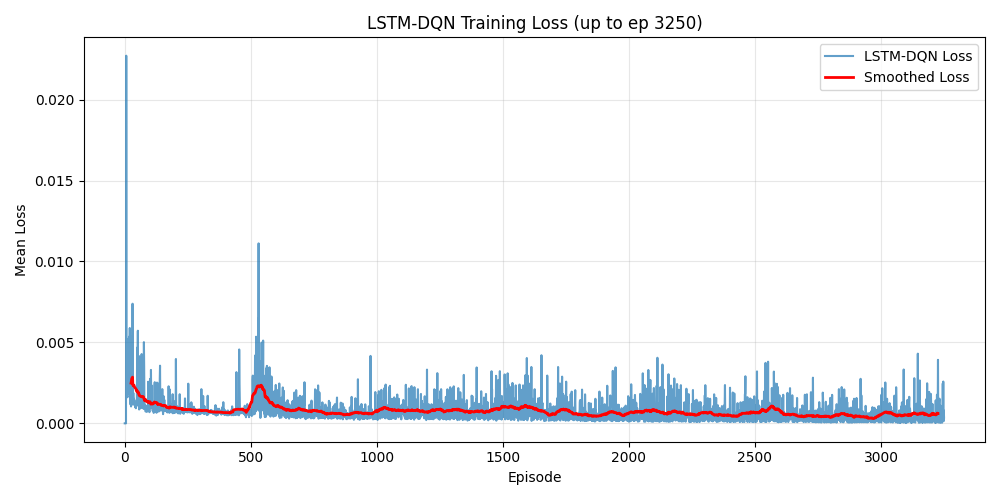 LSTM-DQN Training Loss (up to ep 3250)
LSTM-DQN Loss
Smoothed Loss
Mean Loss
0.020
0.015
0.010
0.005
0.000
0 500 1000 1500 2000 2500 3000
Episode